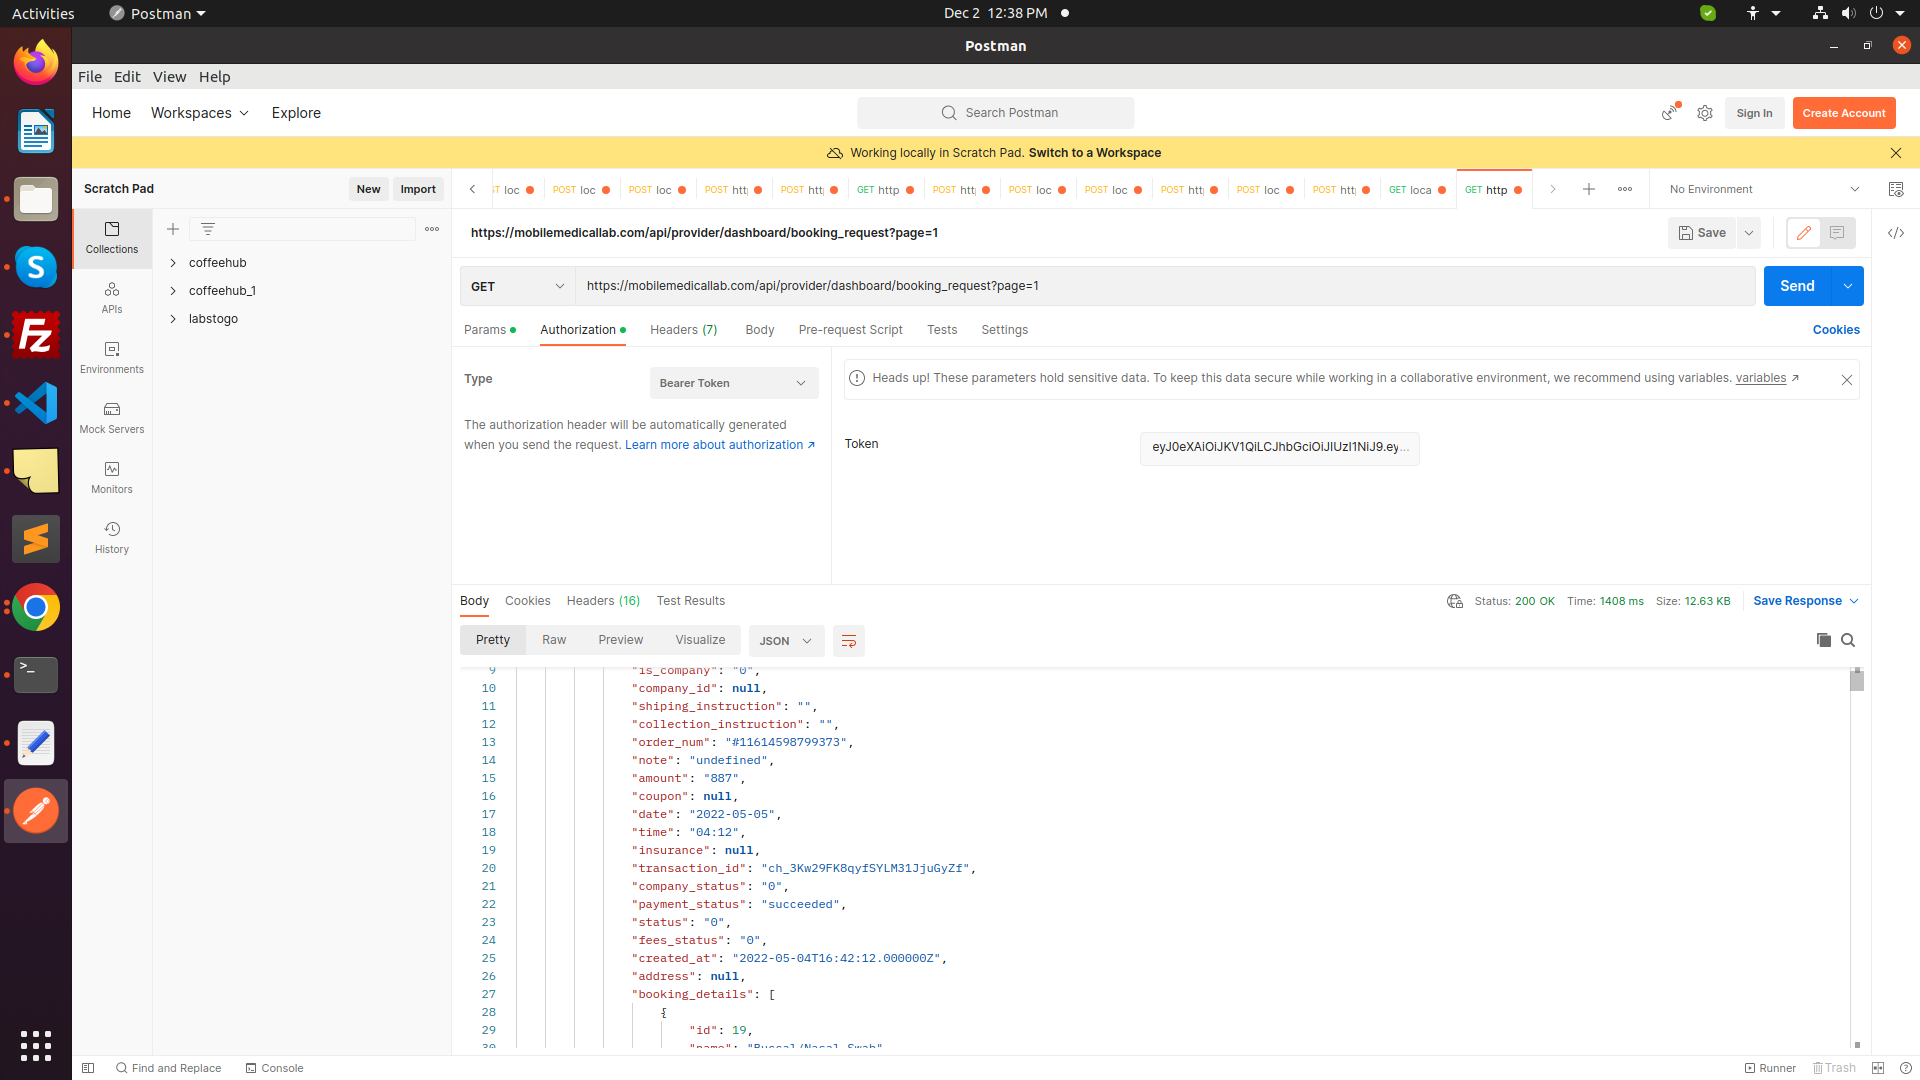 Activities Postman Dec 2 12:38 PM
Postman
File Edit View Help
Home Workspaces Explore Search Postman Sign In Create Account
Working locally in Scratch Pad. Switch to a Workspace
Scratch Pad New Import
loc POST loc POST loc POST htt POST htt GET http POST htt POST loc POST loc POST htt POST loc POST htt GET loca GET http No Environment
Collections
APIs
Environments
Mock Servers
Monitors
History
coffeehub
coffeehub_1
labstogo
https://mobilemedicallab.com/api/provider/dashboard/booking_request?page=1 Save
GET https://mobilemedicallab.com/api/provider/dashboard/booking_request?page=1 Send
Params Authorization Headers (7) Body Pre-request Script Tests Settings Cookies
Type Bearer Token
The authorization header will be automatically generated
when you send the request. Learn more about authorization ↗
Heads up! These parameters hold sensitive data. To keep this data secure while working in a collaborative environment, we recommend using variables. variables ↗
Token eyJ0eXAiOiJKV1QiLCJhbGciOiJIUzI1NiJ9.ey...
Body Cookies Headers (16) Test Results Status: 200 OK Time: 1408 ms Size: 12.63 KB Save Response
Pretty Raw Preview Visualize JSON
9 "is_company": "0",
10 "company_id": null,
11 "shiping_instruction": "",
12 "collection_instruction": "",
13 "order_num": "#11614598799373",
14 "note": "undefined",
15 "amount": "887",
16 "coupon": null,
17 "date": "2022-05-05",
18 "time": "04:12",
19 "insurance": null,
20 "transaction_id": "ch_3Kw29FK8qyfSYLM31JjuGyZf",
21 "company_status": "0",
22 "payment_status": "succeeded",
23 "status": "0",
24 "fees_status": "0",
25 "created_at": "2022-05-04T16:42:12.000000Z",
26 "address": null,
27 "booking_details": [
28 {
29 "id": 19,
30 "name": "Buccal/Nasal Swab"
Find and Replace Console Runner Trash